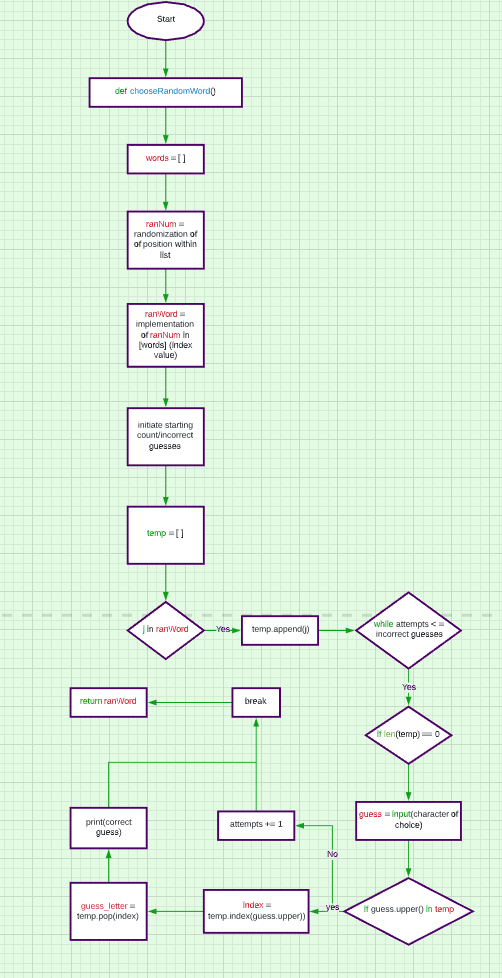 Start
def chooseRandomWord()
words = [ ]
ranNum =
randomization of
of position within
list
ranWord =
implementation
of ranNum in
[words] (index
value)
initiate starting
count/incorrect
guesses
temp = [ ]
j in ranWord
Yes
temp.append(j)
while attempts < =
incorrect guesses
Yes
if len(temp) == 0
guess = input(character of
choice)
if guess.upper() in temp
No
yes
attempts += 1
index =
temp.index(guess.upper))
guess_letter =
temp.pop(index)
print(correct
guess)
break
return ranWord